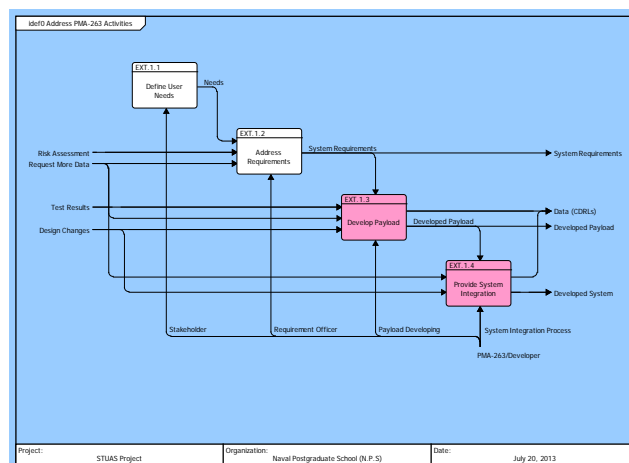 idef0 Address PMA-263 Activities
EXT.1.1
Define User
Needs
Needs
EXT.1.2
Address
Requirements
Risk Assessment
Request More Data
System Requirements
System Requirements
EXT.1.3
Develop Payload
Test Results
Design Changes
Developed Payload
Data (CDRLs)
Developed Payload
EXT.1.4
Provide System
Integration
Developed System
Stakeholder
Requirement Officer
Payload Developing
System Integration Process
PMA-263/Developer
Project:
STUAS Project
Organization:
Naval Postgraduate School (N.P.S)
Date:
July 20, 2013